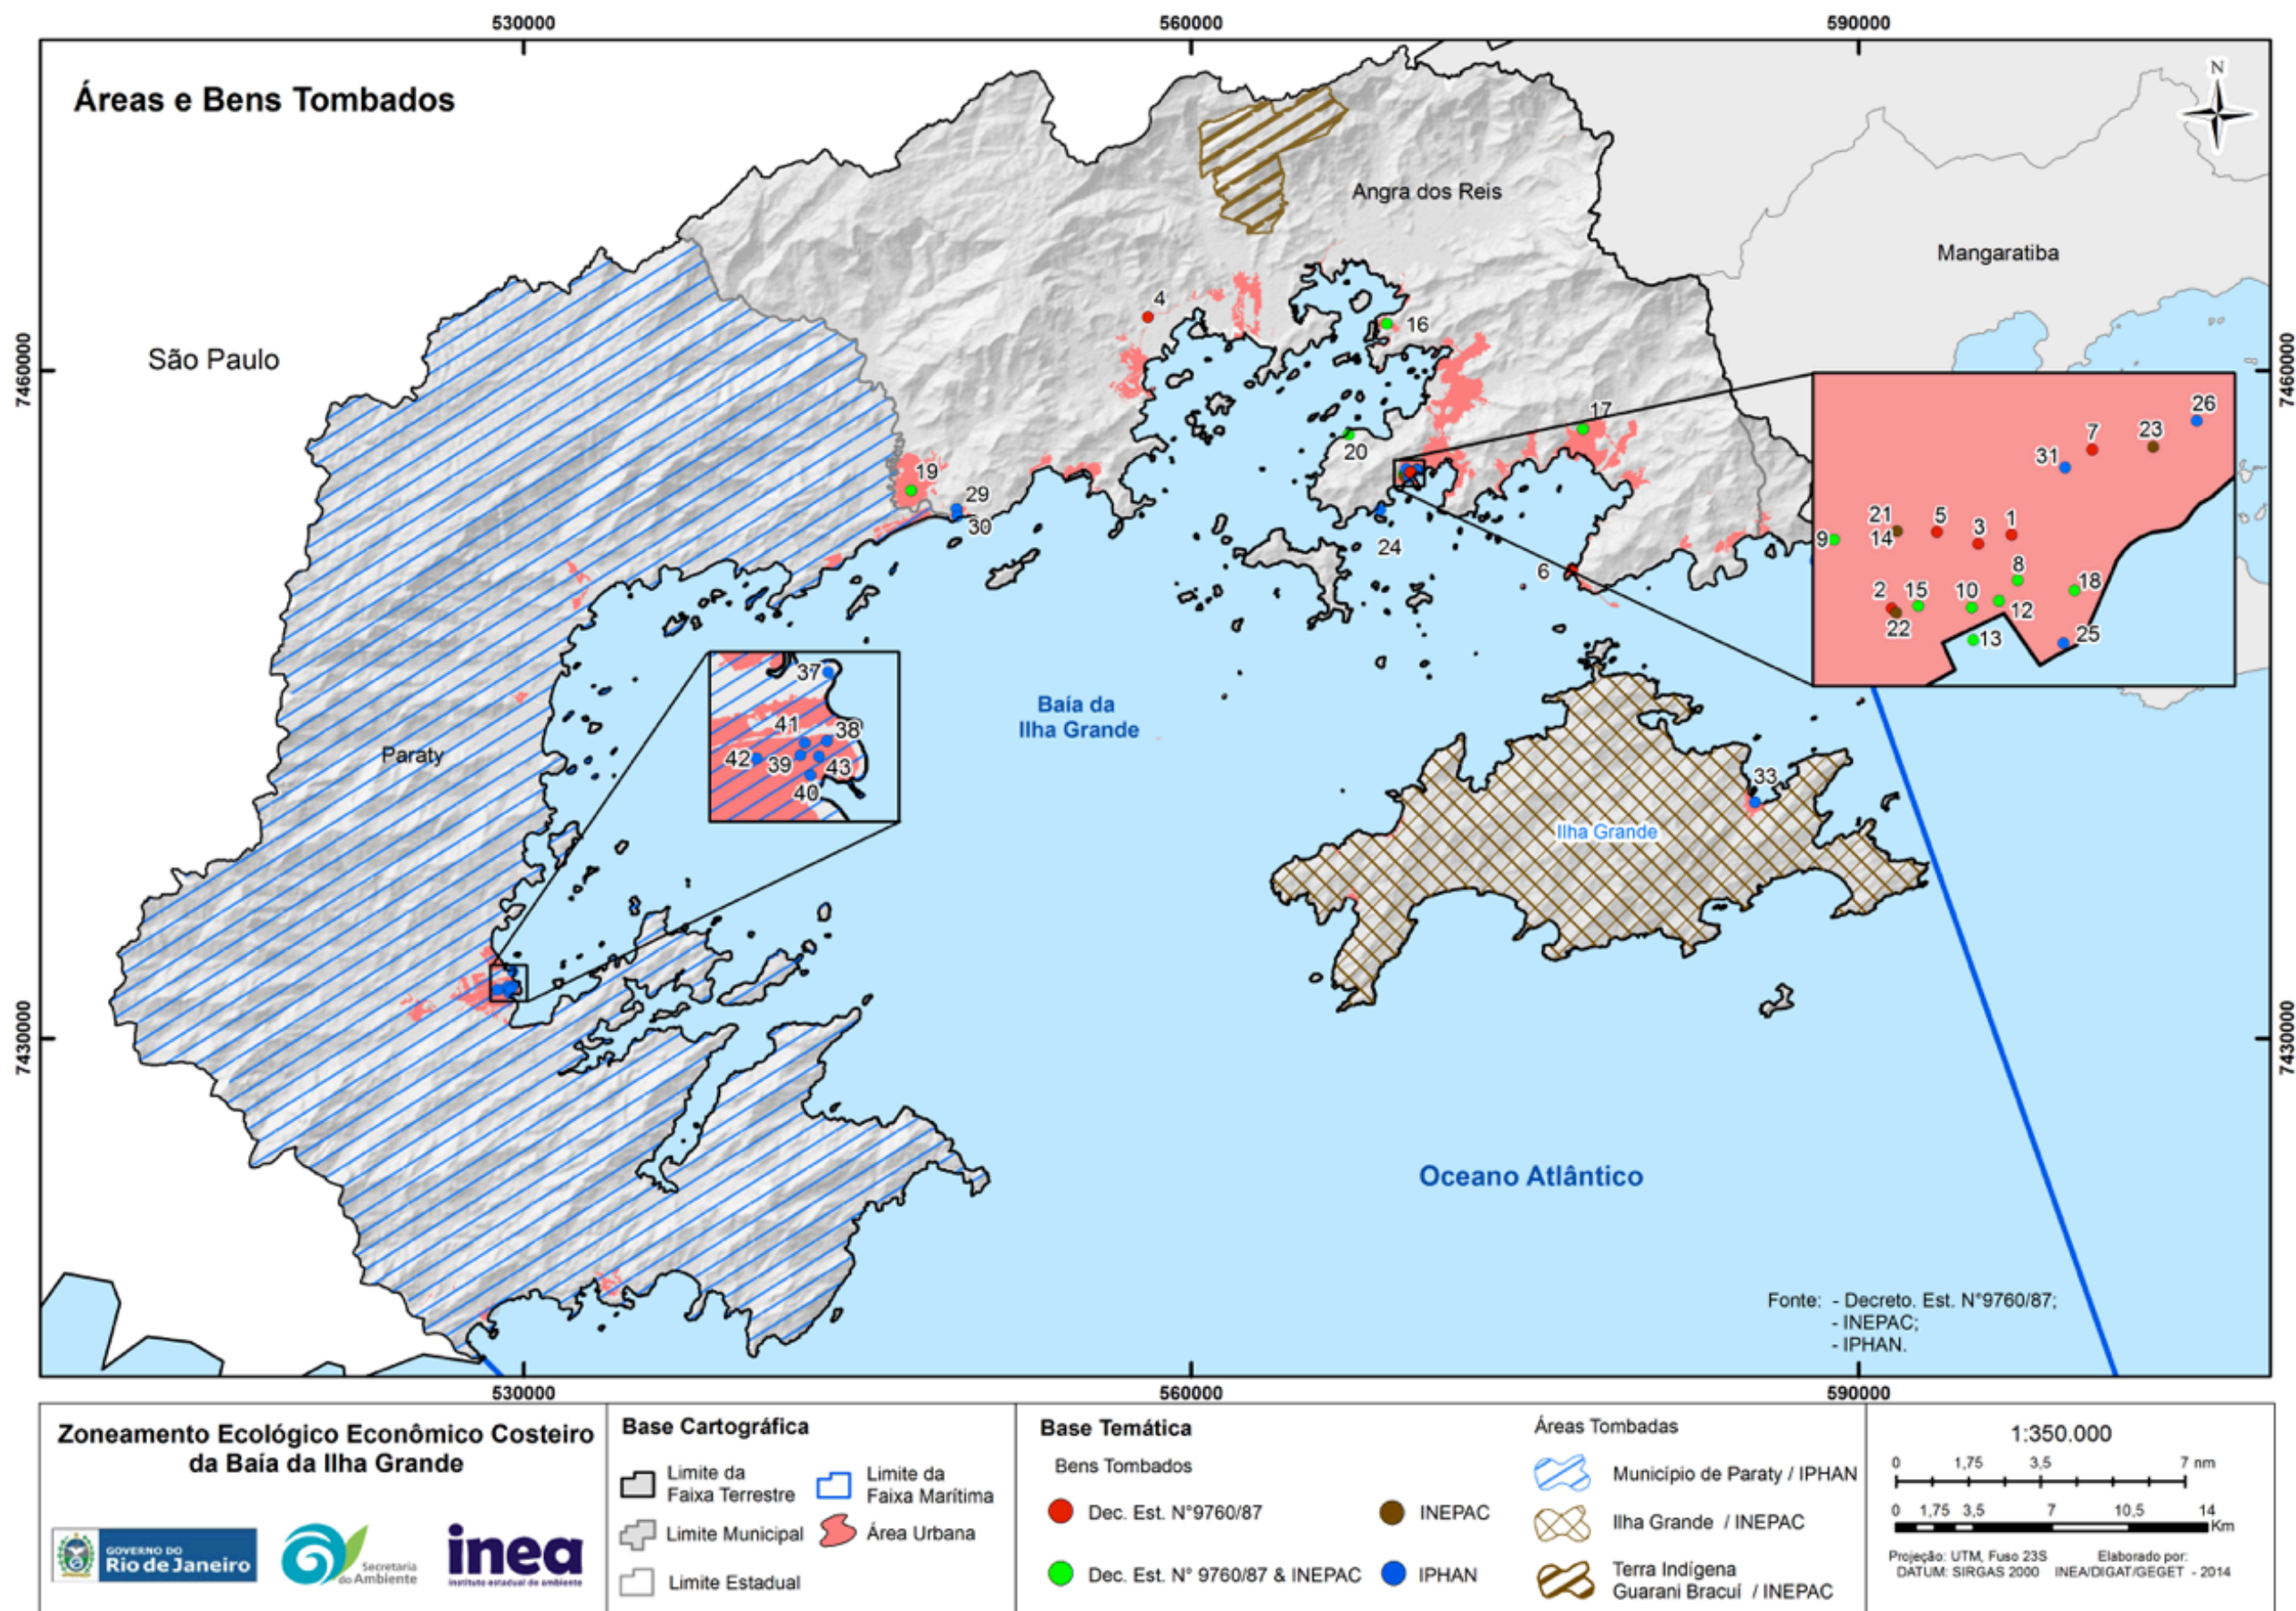 530000
560000
590000
Áreas e Bens Tombados
N
Angra dos Reis
Mangaratiba
São Paulo
7460000
7460000
4
16
17
20
19
29
30
24
6
26
7
23
31
21
5
3
1
9
14
8
2
15
10
18
12
22
13
25
37
41
38
42
39
43
40
Baía da
Ilha Grande
Paraty
33
Ilha Grande
7430000
7430000
Oceano Atlântico
Fonte: - Decreto. Est. N°9760/87;
- INEPAC;
- IPHAN.
530000
560000
590000
Zoneamento Ecológico Econômico Costeiro
da Baía da Ilha Grande
GOVERNO DO
Rio de Janeiro
Secretaria
do Ambiente
inea
instituto estadual do ambiente
Base Cartográfica
Limite da
Faixa Terrestre
Limite da
Faixa Marítima
Limite Municipal
Área Urbana
Limite Estadual
Base Temática
Bens Tombados
Dec. Est. N°9760/87
INEPAC
Dec. Est. N° 9760/87 & INEPAC
IPHAN
Áreas Tombadas
Município de Paraty / IPHAN
Ilha Grande / INEPAC
Terra Indígena
Guarani Bracuí / INEPAC
1:350.000
0 1,75 3,5 7 nm
0 1,75 3,5 7 10,5 14
Km
Projeção: UTM, Fuso 23S
DATUM: SIRGAS 2000
Elaborado por:
INEA/DIGAT/GEGET - 2014